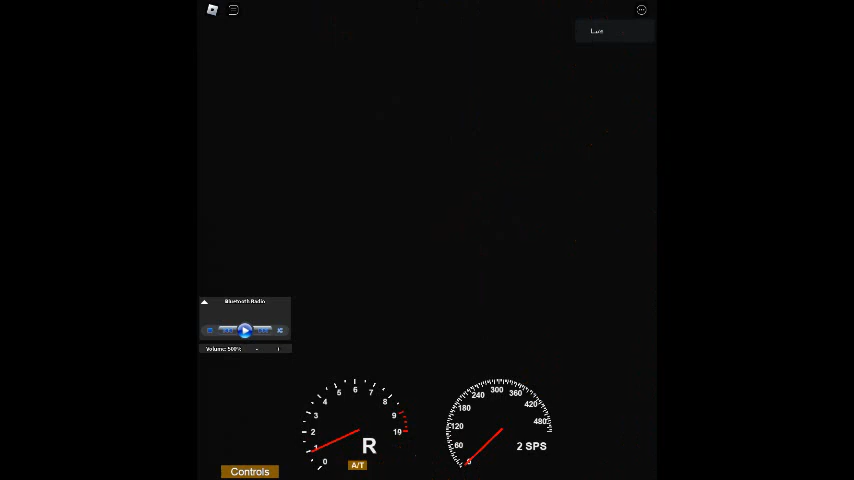 Bluetooth Radio
Volume: 500% - +
0 1 2 3 4 5 6 7 8 9 19
R
A/T
0 60 120 180 240 300 360 420 480
2 SPS
Controls